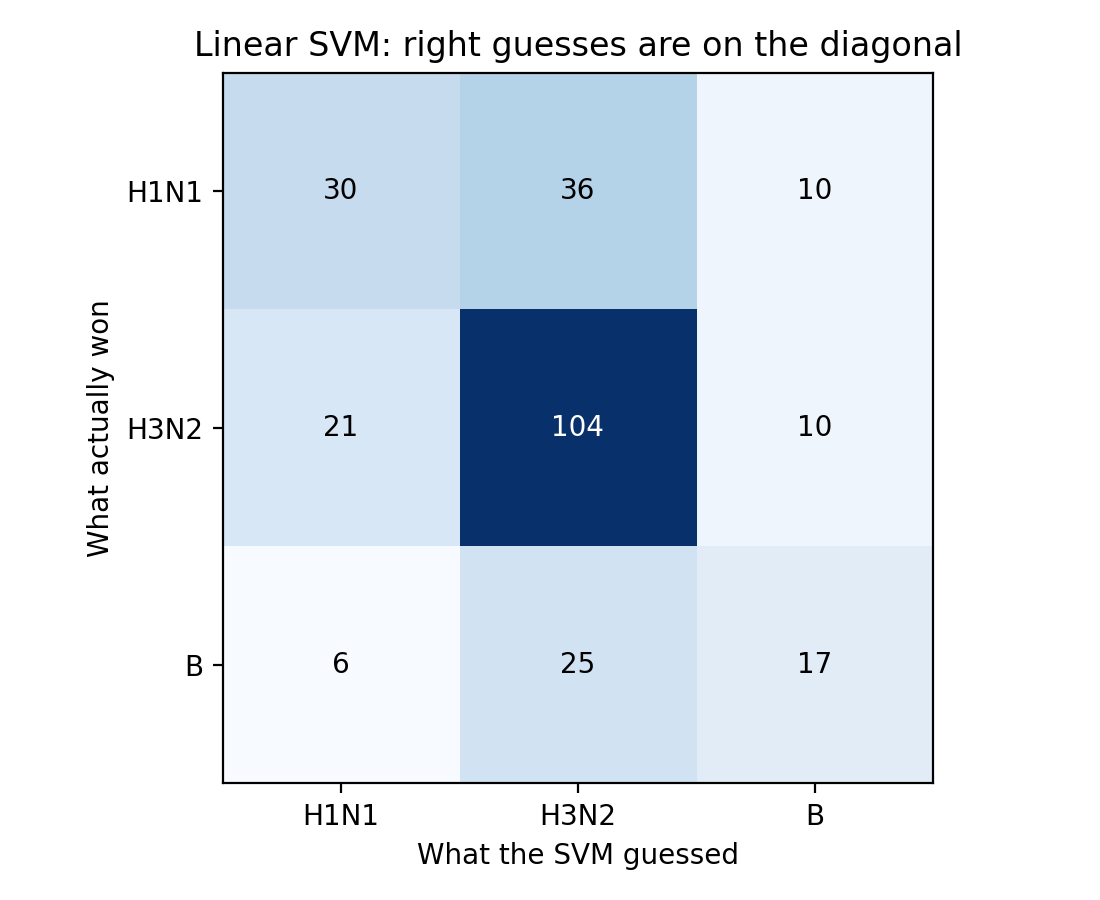 Linear SVM: right guesses are on the diagonal
What actually won
H1N1 30 36 10
H3N2 21 104 10
B 6 25 17
H1N1 H3N2 B
What the SVM guessed